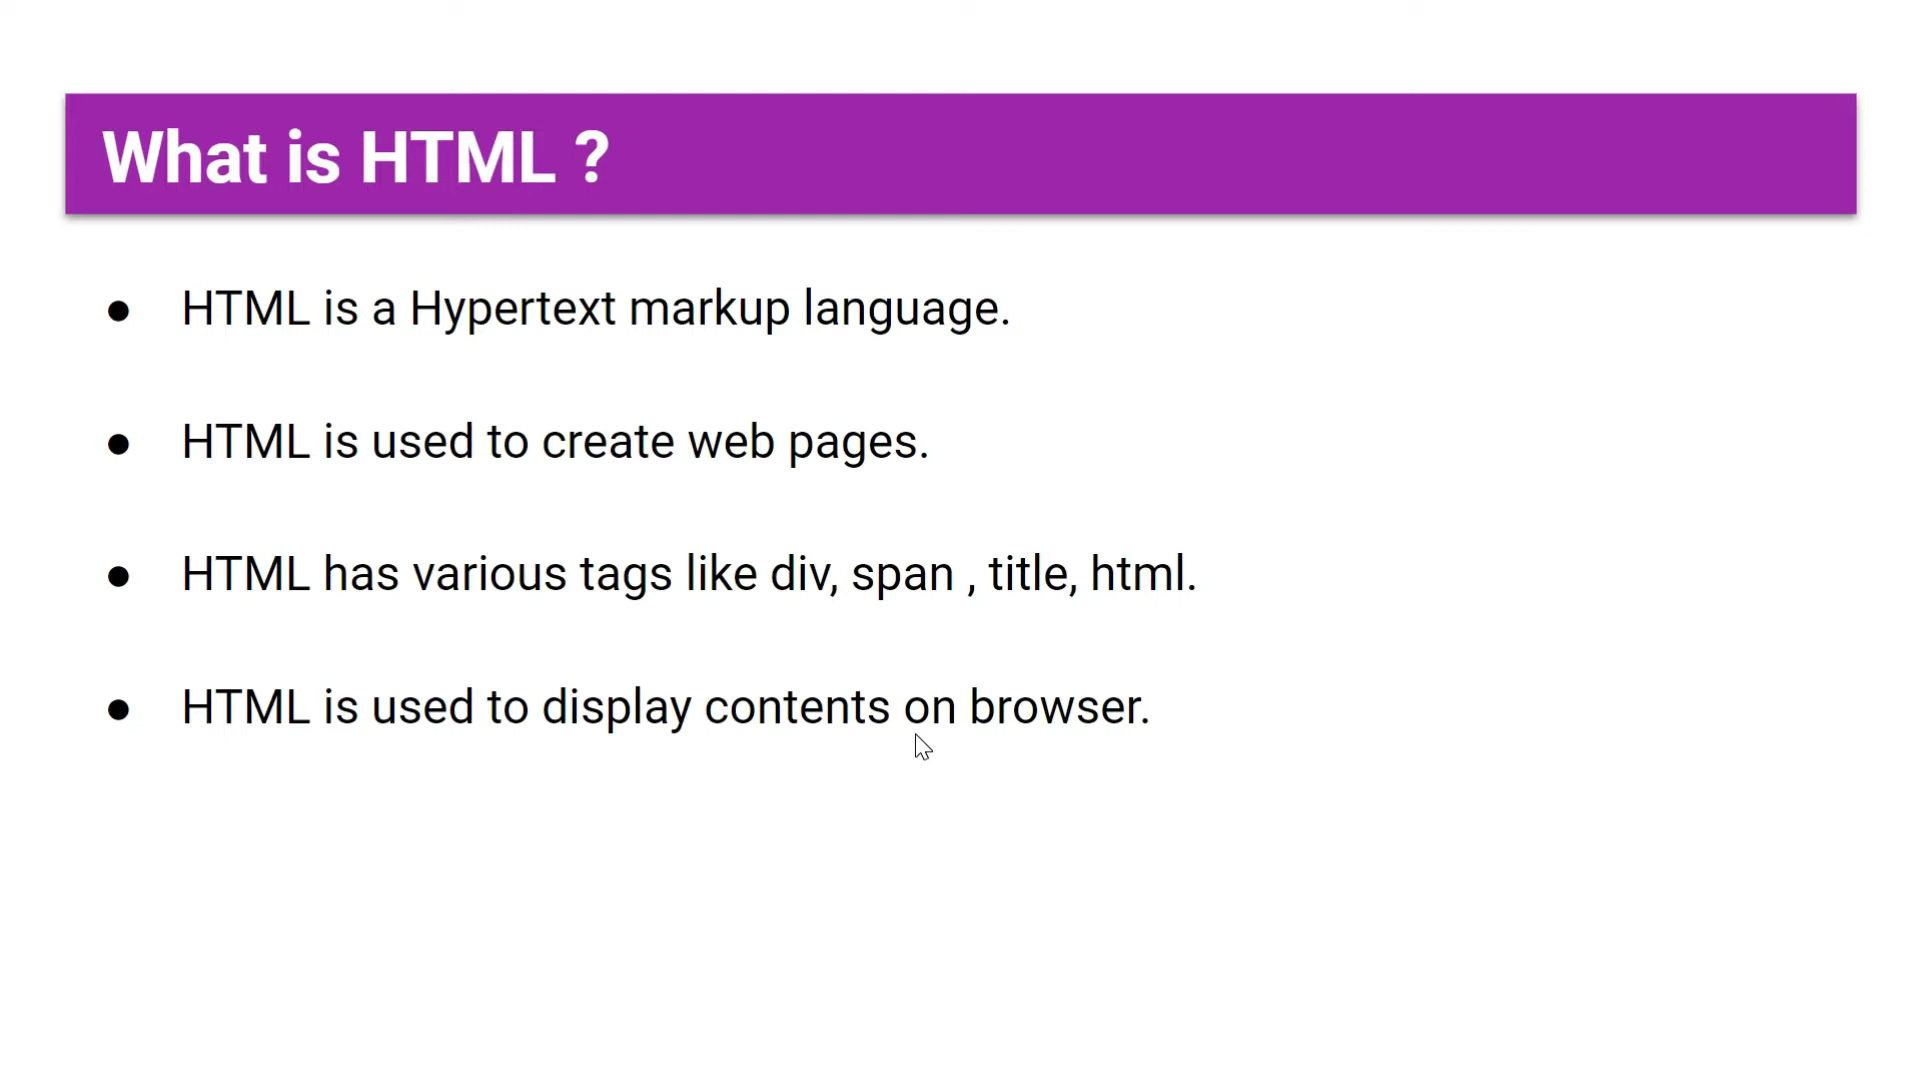 What is HTML ?
● HTML is a Hypertext markup language.
● HTML is used to create web pages.
● HTML has various tags like div, span , title, html.
● HTML is used to display contents on browser.